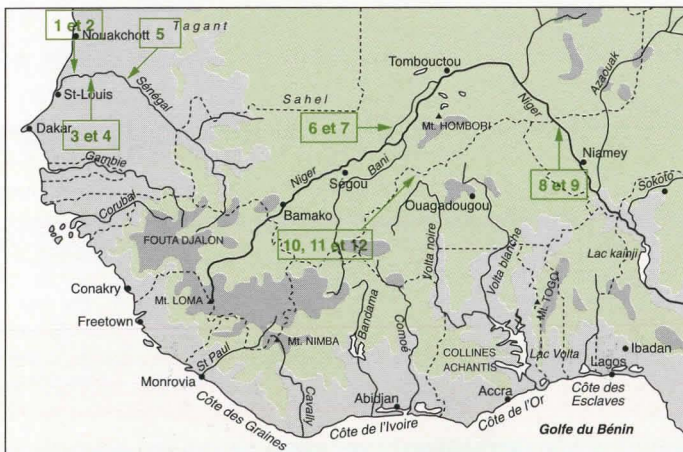 1 et 2
Nouakchott
5
Tagant
Tombouctou
Azaouak
St-Louis
Sénégal
Sahel
Niger
Dakar
3 et 4
6 et 7
Mt. HOMBORI
Gambie
Bani
Niger
Ségou
Niamey
8 et 9
Corubal
Bamako
Ouagadougou
Sokoto
FOUTA DJALON
10, 11 et 12
Volta noire
Volta blanche
Lac kainji
Conakry
Mt. LOMA
Mt. TOGO
Freetown
Mt. NIMBA
Bandama
Comoé
St Paul
COLLINES
ACHANTIS
Lac Volta
Ibadan
Lagos
Monrovia
Cavally
Abidjan
Accra
Côte des Graines
Côte de l'Ivoire
Côte de l'Or
Côte des
Esclaves
Golfe du Bénin